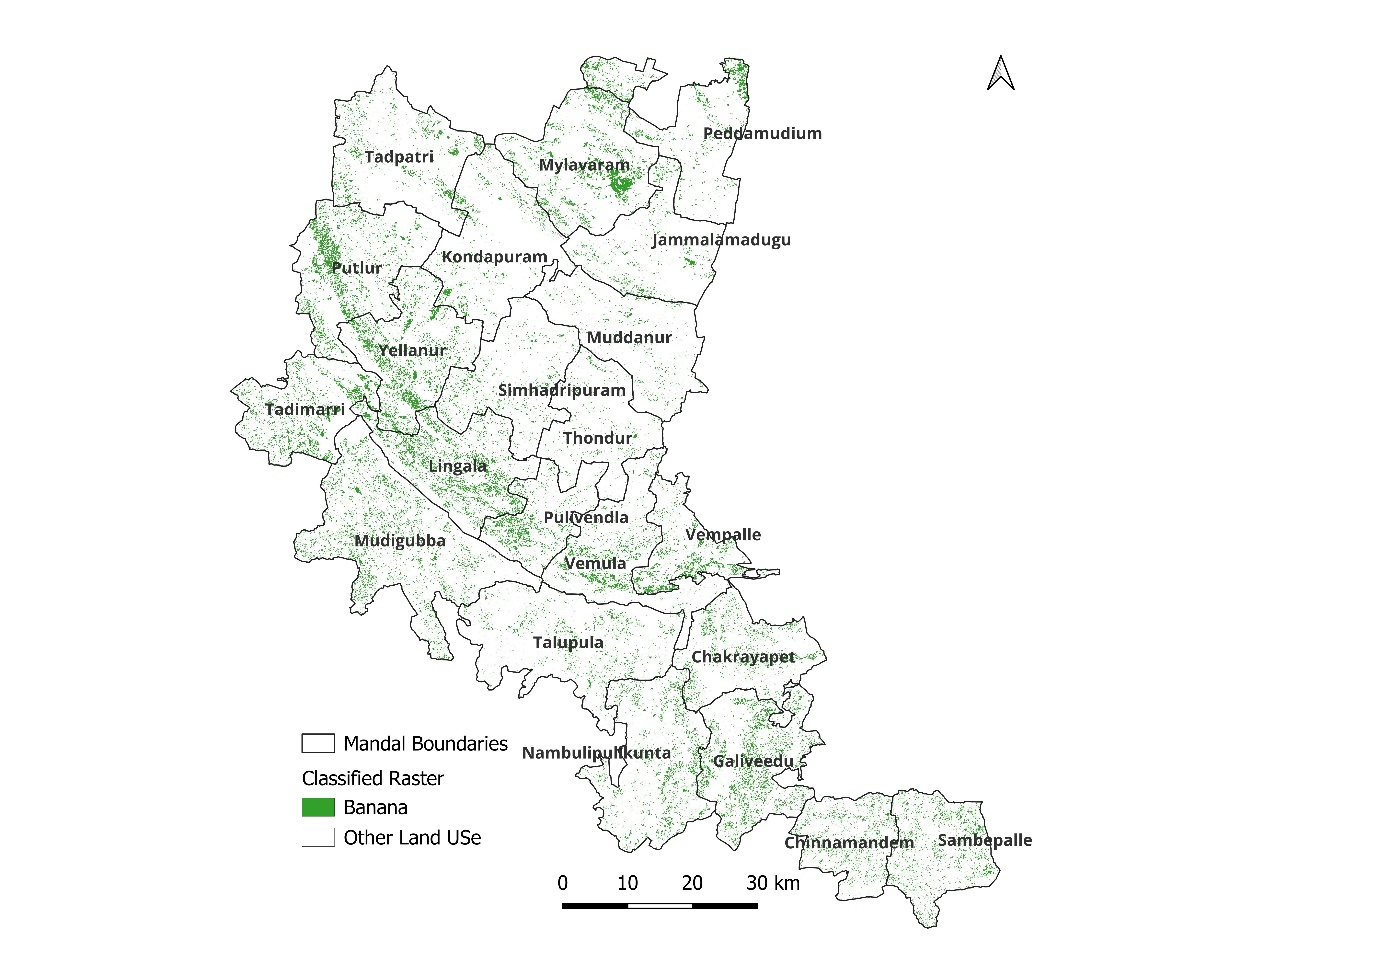 Peddamudium
Tadpatri
Mylavaram
Jammalamadugu
Kondapuram
Putlur
Muddanur
Yellanur
Simhadripuram
Tadimarri
Thondur
Lingala
Pulivendla
Vempalle
Mudigubba
Vemula
Talupula
Chakrayapet
Mandal Boundaries
Nambulipulikunta
Galiveedu
Classified Raster
Banana
Other Land USe
Chinnamandem
Sambepalle
0 10 20 30 km